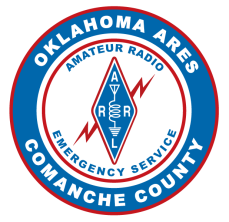 OKLAHOMA ARES
AMATEUR RADIO
A
R R
L
EMERGENCY SERVICE
COMANCHE COUNTY